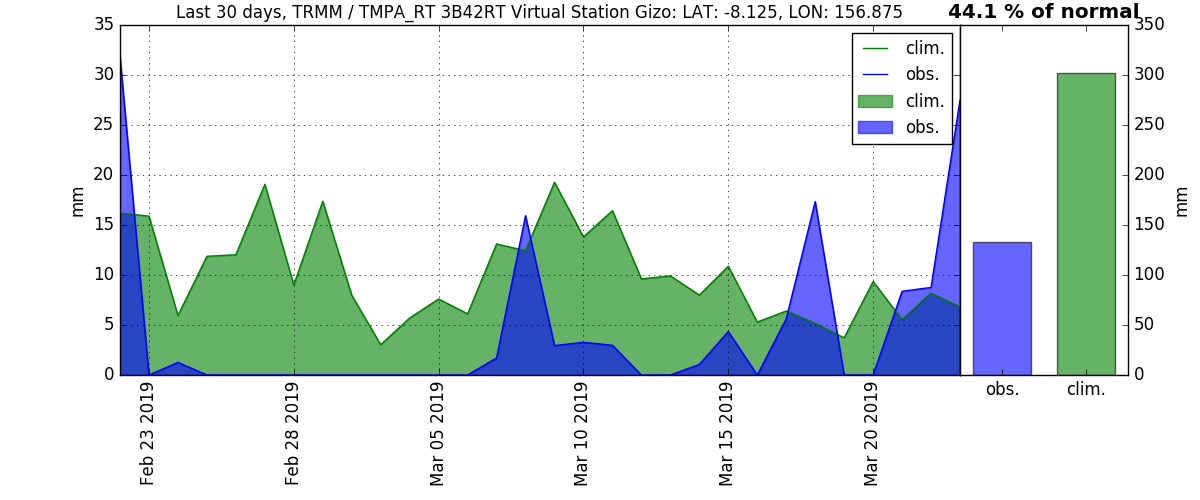 Last 30 days, TRMM / TMPA_RT 3B42RT Virtual Station Gizo: LAT: -8.125, LON: 156.875
44.1 % of normal
35
30
25
20
15
10
5
0
mm
clim.
obs.
clim.
obs.
Feb 23 2019
Feb 28 2019
Mar 05 2019
Mar 10 2019
Mar 15 2019
Mar 20 2019
350
300
250
200
150
100
50
0
mm
obs.
clim.